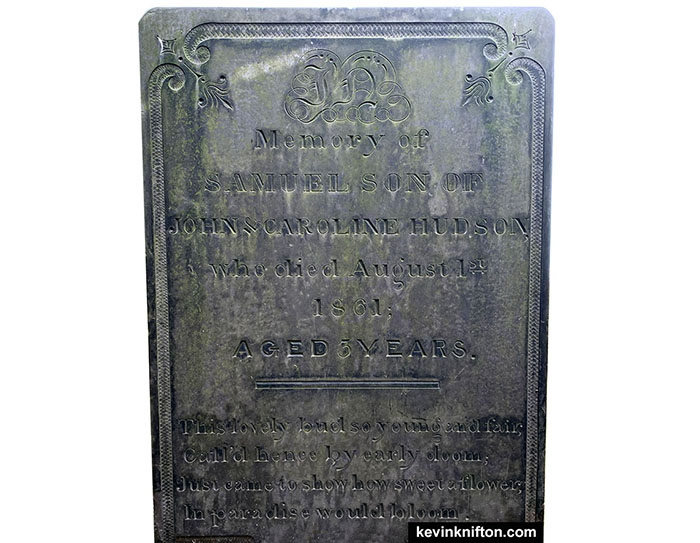 In
Memory of
SAMUEL SON OF
JOHN & CAROLINE HUDSON,
who died August 1st
1861;
AGED 3 YEARS.
This lovely bud so young and fair,
Call'd hence by early doom;
Just came to show how sweet a flower,
In paradise would bloom.
kevinknifton.com